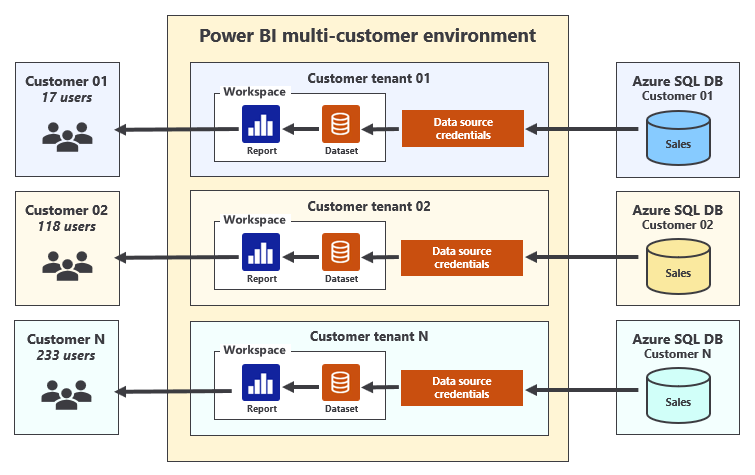 Power BI multi-customer environment
Customer 01
17 users
Customer tenant 01
Workspace
Report
Dataset
Data source
credentials
Azure SQL DB
Customer 01
Sales
Customer 02
118 users
Customer tenant 02
Workspace
Report
Dataset
Data source
credentials
Azure SQL DB
Customer 02
Sales
Customer N
233 users
Customer tenant N
Workspace
Report
Dataset
Data source
credentials
Azure SQL DB
Customer N
Sales